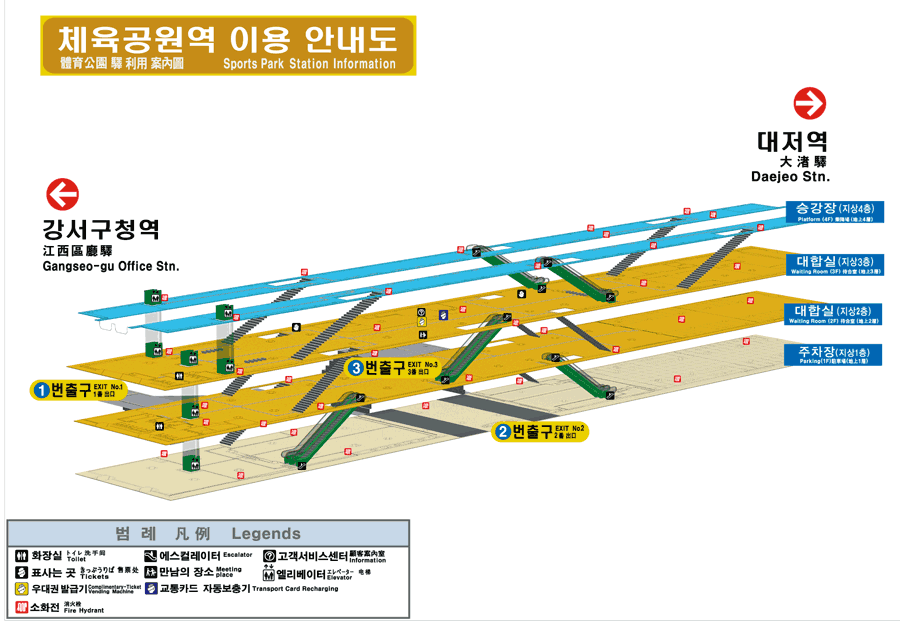 체육공원역 이용 안내도
體育公園 驛 利用 案內圖 Sports Park Station Information
대저역
大渚驛
Daejeo Stn.
강서구청역
江西區廳驛
Gangseo-gu Office Stn.
승강장(지상4층)
Platform (4F)
대합실(지상3층)
Waiting Room (3F) 待合室 (地上3層)
대합실(지상2층)
Waiting Room (2F) 待合室 (地上2層)
주차장(지상1층)
Parking(1F)駐車場(地上1層)
1번출구 EXIT No.1
1番 出口
3번출구 EXIT No.3
3番 出口
2번출구 EXIT No.2
2番 出口
범 례 凡 例 Legends
화장실 トイレ 洗手间
Toilet
에스컬레이터 Escalator
고객서비스센터 顧客案內室
Information
표사는 곳 きっぷうりば 售票处
Tickets
만남의 장소 Meeting
place
엘리베이터 エレベーター 电梯
Elevator
우대권 발급기 Complimentary-Ticket
Vending Machine
교통카드 자동보충기 Transport Card Recharging
소화전 消火栓
Fire Hydrant